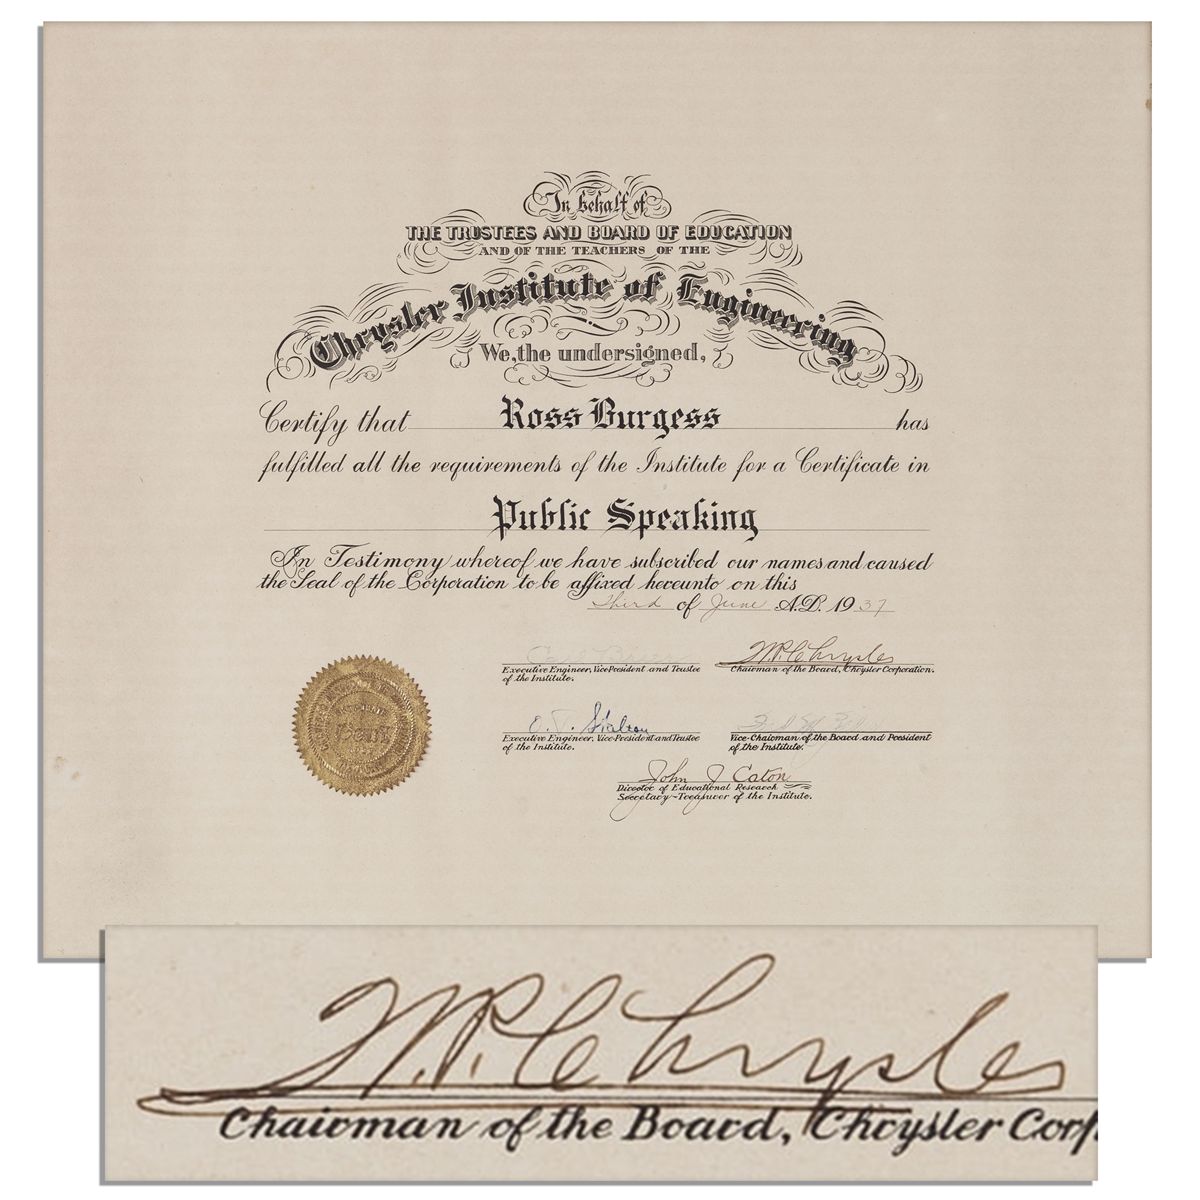 In behalf of
THE TRUSTEES AND BOARD OF EDUCATION
AND OF THE TEACHERS OF THE
Chrysler Institute of Engineering
We, the undersigned,
Certify that Ross Burgess has
fulfilled all the requirements of the Institute for a Certificate in
Public Speaking
In Testimony whereof we have subscribed our names and caused
the Seal of the Corporation to be affixed hereunto on this
Third of June A.D. 1937
W.P. Chrysler
Executive Engineer, Vice President and Trustee
of the Institute.
Chairman of the Board, Chrysler Corporation.
Executive Engineer, Vice President and Trustee
of the Institute.
Vice-Chairman of the Board and President
of the Institute.
John J Caton
Director of Educational Research
Secretary-Treasurer of the Institute.
Seal
W.P. Chrysler
Chairman of the Board, Chrysler Corp.